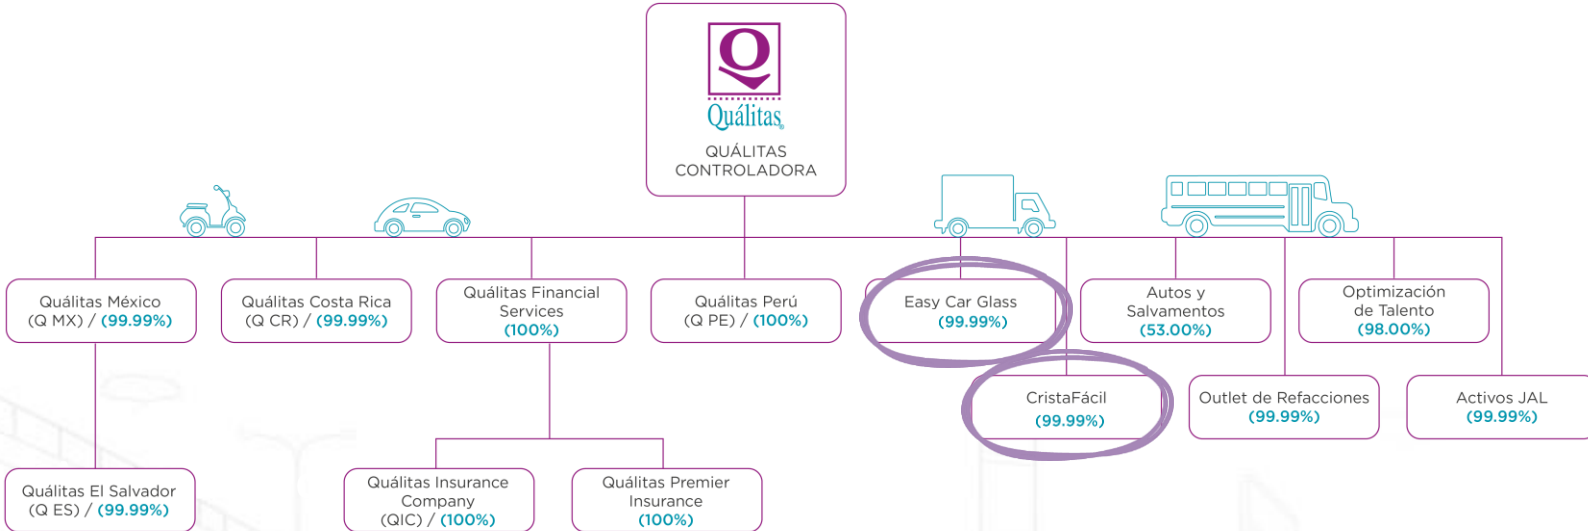 Q
Quálitas®
QUÁLITAS
CONTROLADORA
Quálitas México
(Q MX) / (99.99%)
Quálitas Costa Rica
(Q CR) / (99.99%)
Quálitas Financial
Services
(100%)
Quálitas Perú
(Q PE) / (100%)
Easy Car Glass
(99.99%)
Autos y
Salvamentos
(53.00%)
Optimización
de Talento
(98.00%)
CristaFácil
(99.99%)
Outlet de Refacciones
(99.99%)
Activos JAL
(99.99%)
Quálitas El Salvador
(Q ES) / (99.99%)
Quálitas Insurance
Company
(QIC) / (100%)
Quálitas Premier
Insurance
(100%)